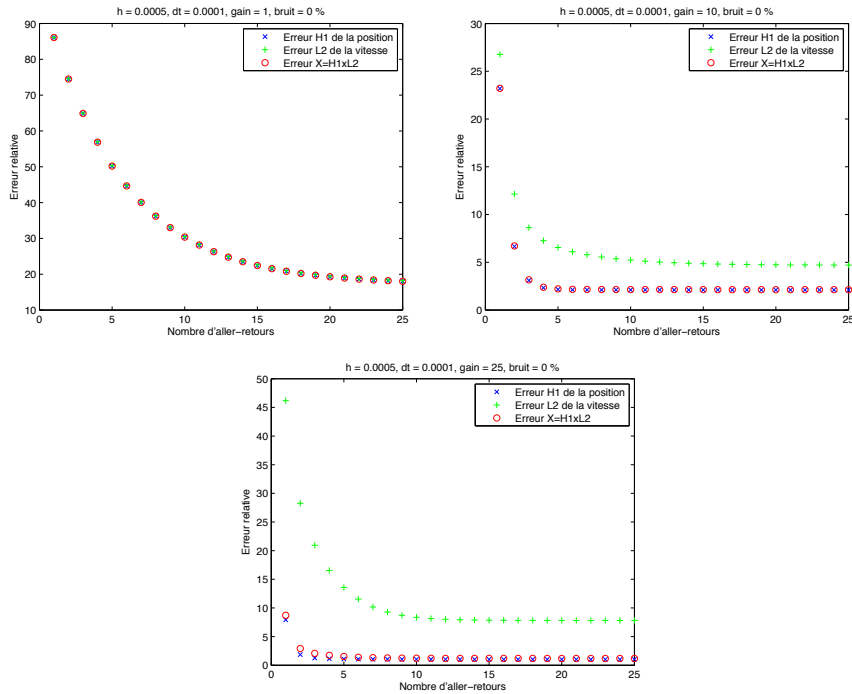 h = 0.0005, dt = 0.0001, gain = 1, bruit = 0 %
90
80
70
60
50
40
30
20
10
0
5
10
15
20
25
Erreur relative
Nombre d'aller−retours
Erreur H1 de la position
Erreur L2 de la vitesse
Erreur X=H1xL2
h = 0.0005, dt = 0.0001, gain = 10, bruit = 0 %
30
25
20
15
10
5
0
0
5
10
15
20
25
Erreur relative
Nombre d'aller−retours
Erreur H1 de la position
Erreur L2 de la vitesse
Erreur X=H1xL2
h = 0.0005, dt = 0.0001, gain = 25, bruit = 0 %
50
45
40
35
30
25
20
15
10
5
0
0
5
10
15
20
25
Erreur relative
Nombre d'aller−retours
Erreur H1 de la position
Erreur L2 de la vitesse
Erreur X=H1xL2